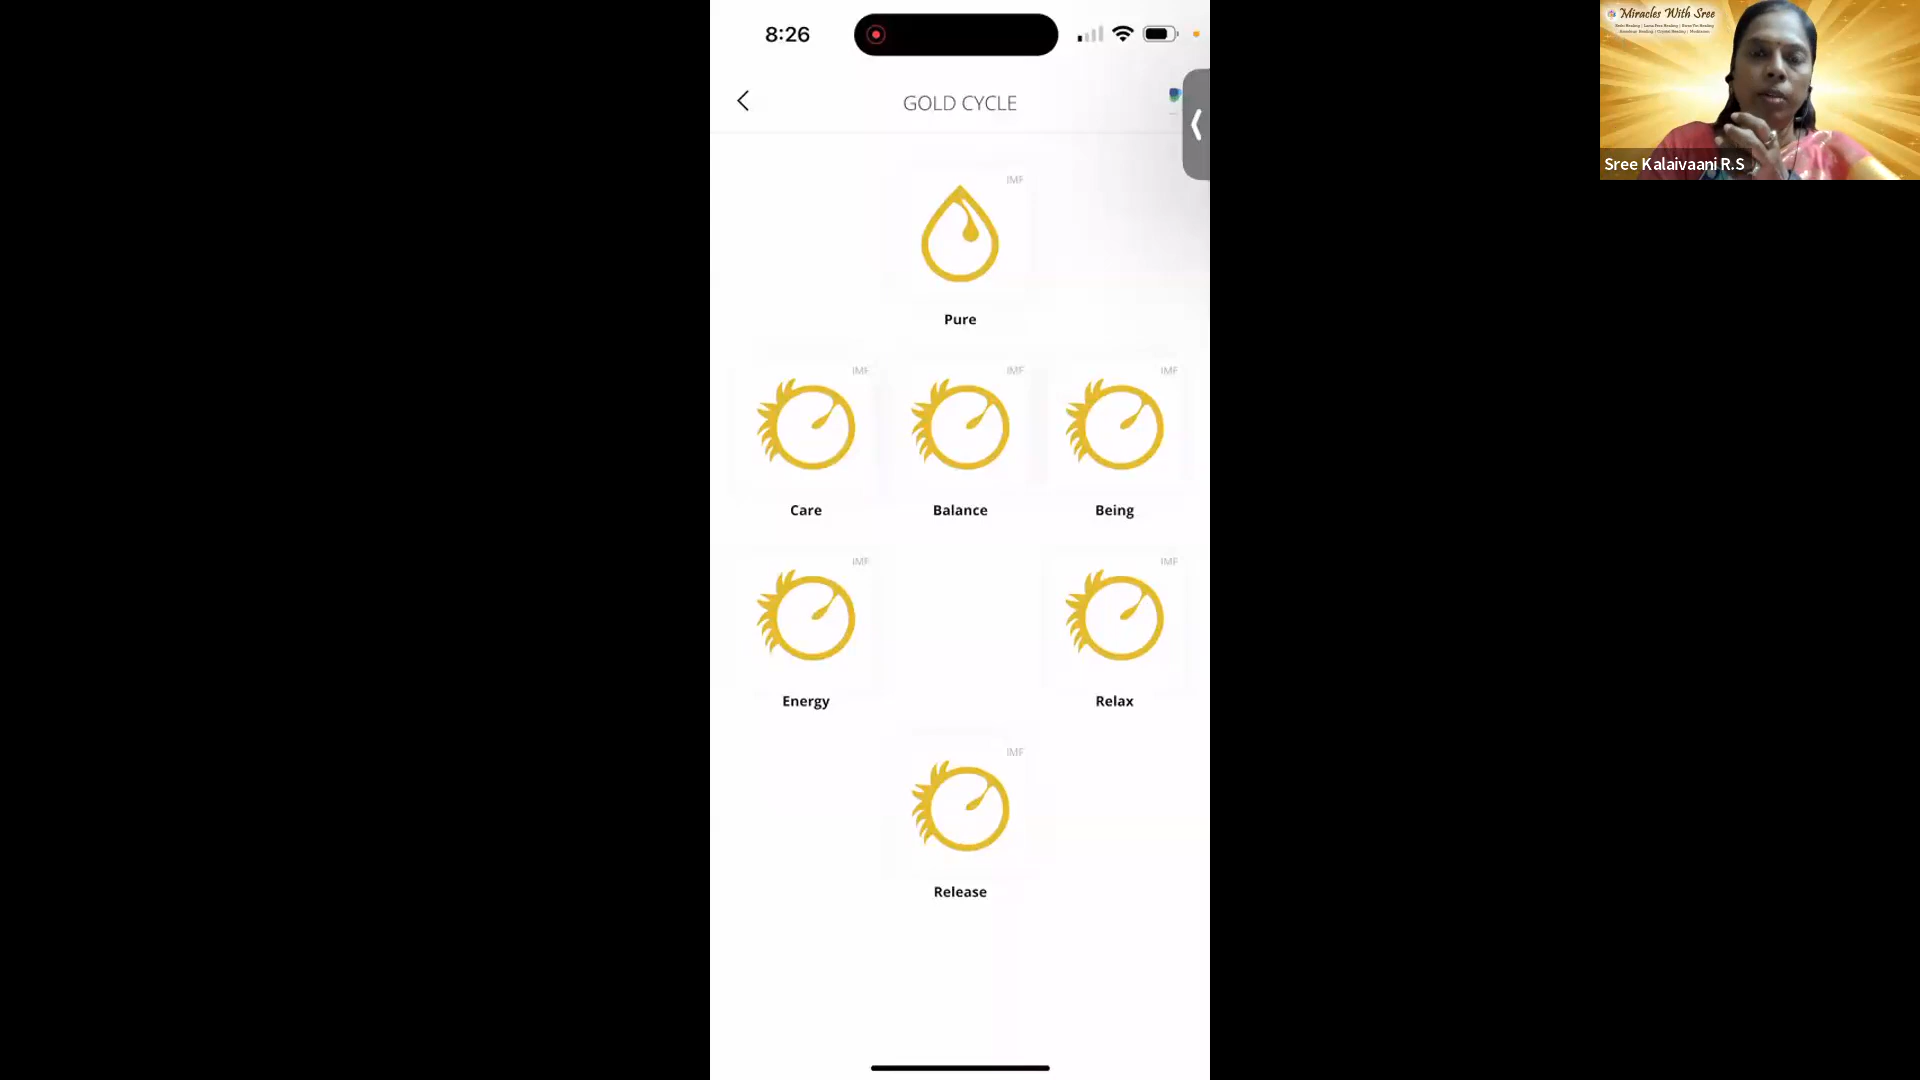 8:26
GOLD CYCLE
IMF
Pure
IMF
IMF
IMF
Care
Balance
Being
IMF
IMF
Energy
Relax
IMF
Release
Miracles With Sree
Sree Kalaivaani R.S